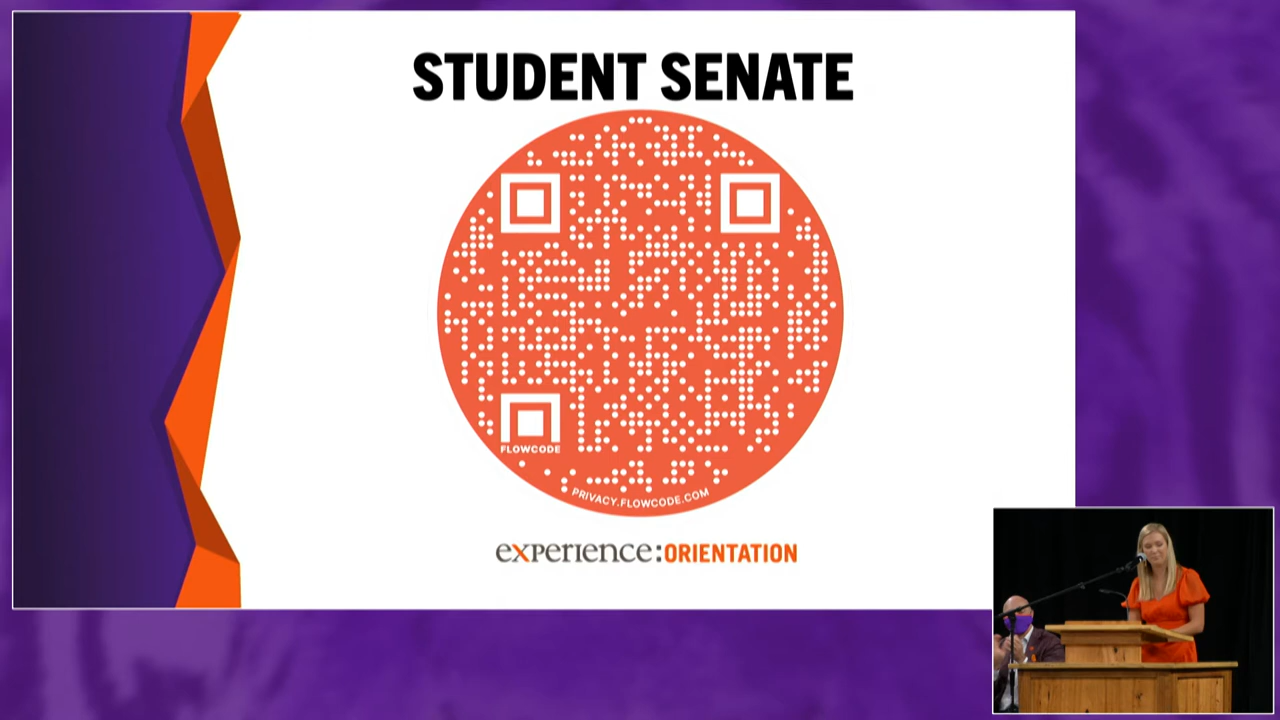 STUDENT SENATE
FLOWCODE
PRIVACY.FLOWCODE.COM
experience:ORIENTATION